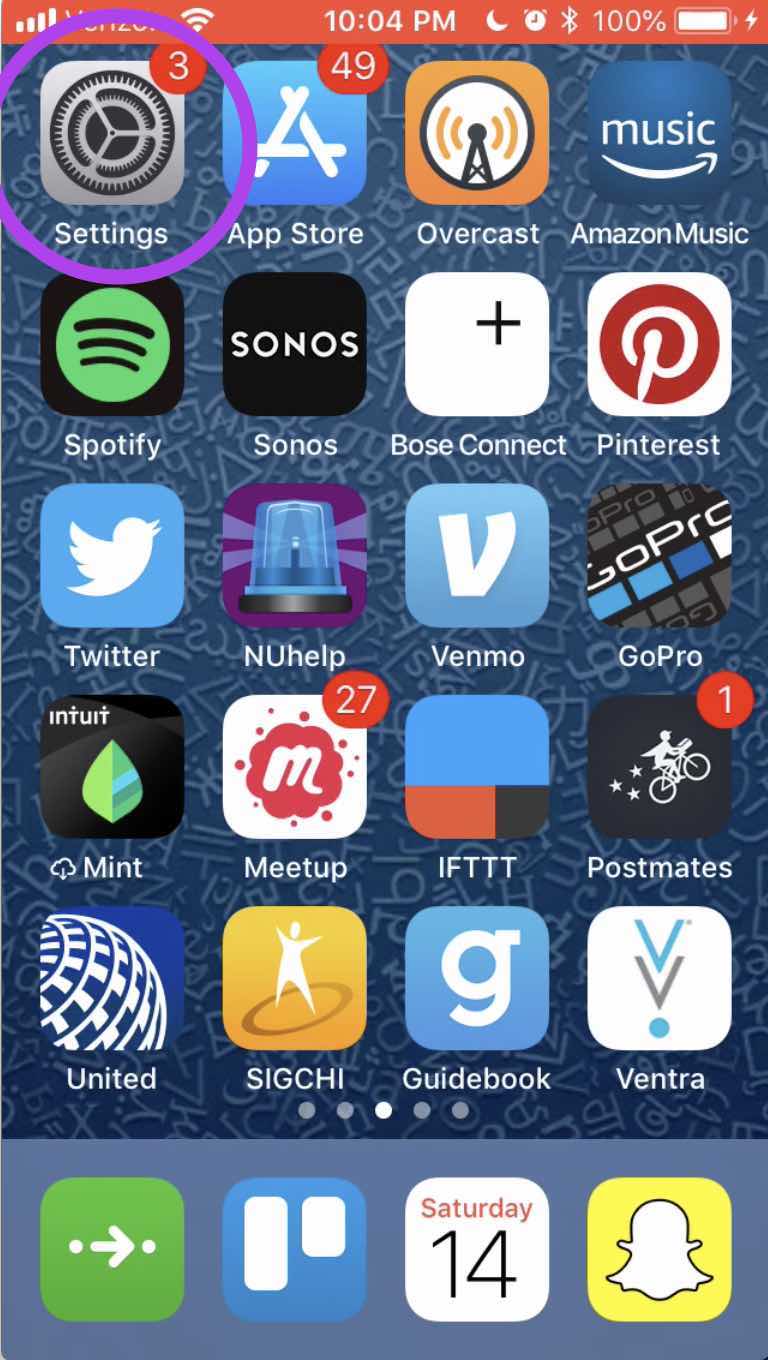 10:04 PM 100%
3 49
music
Settings App Store Overcast Amazon Music
SONOS
Spotify Sonos Bose Connect Pinterest
GoPro
GoPro
Twitter NUhelp Venmo GoPro
27 1
intuit
m
Mint Meetup IFTTT Postmates
g
United SIGCHI Guidebook Ventra
Saturday
14